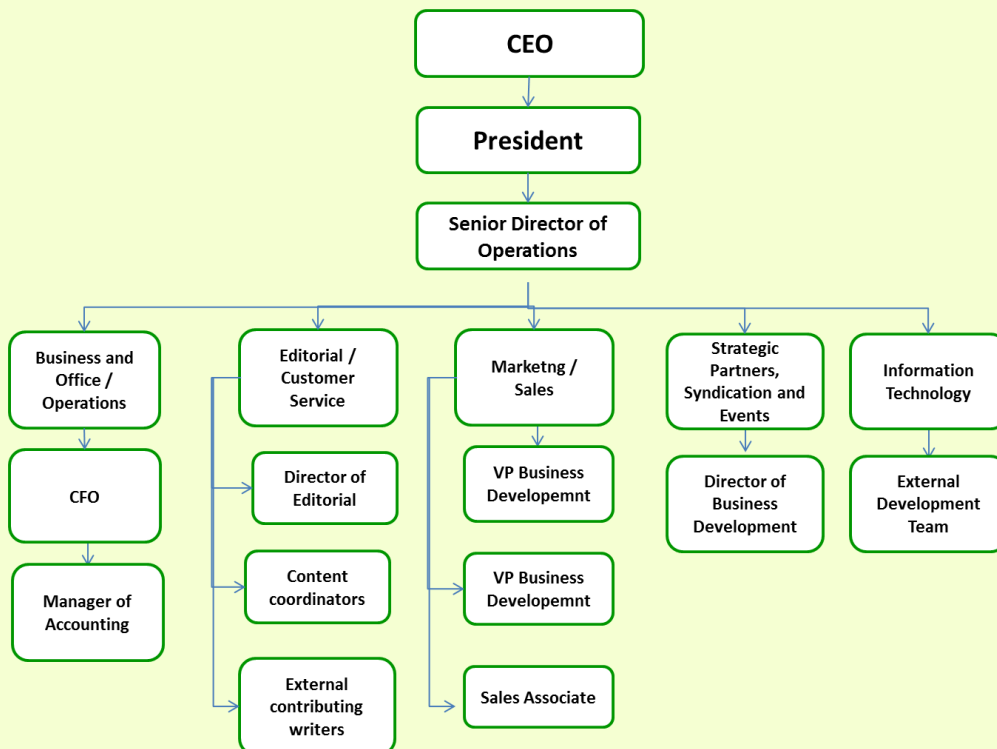 CEO
President
Senior Director of
Operations
Business and
Office /
Operations
Editorial /
Customer
Service
Marketng /
Sales
Strategic
Partners,
Syndication and
Events
Information
Technology
CFO
Director of
Editorial
VP Business
Developemnt
Director of
Business
Development
External
Development
Team
Manager of
Accounting
Content
coordinators
VP Business
Developemnt
External
contributing
writers
Sales Associate